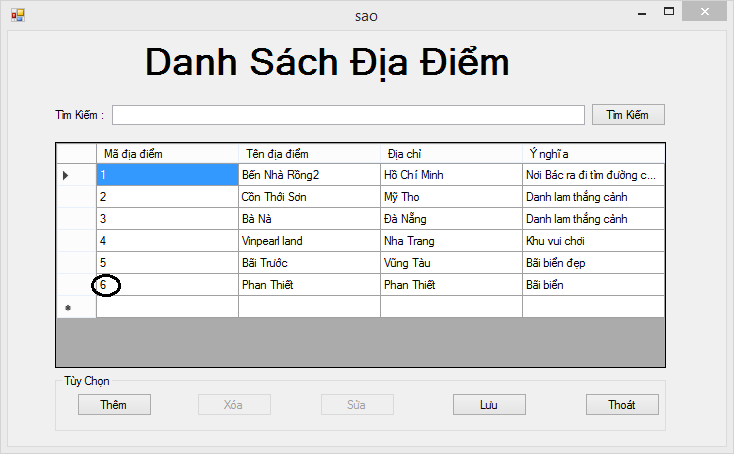 sao
Danh Sách Địa Điểm
Tìm Kiếm : Tìm Kiếm
Mã địa điểm Tên địa điểm Địa chỉ Ý nghĩa
1 Bến Nhà Rồng2 Hồ Chí Minh Nơi Bác ra đi tìm đường c...
2 Cồn Thới Sơn Mỹ Tho Danh lam thắng cảnh
3 Bà Nà Đà Nẵng Danh lam thắng cảnh
4 Vinpearl land Nha Trang Khu vui chơi
5 Bãi Trước Vũng Tàu Bãi biển đẹp
6 Phan Thiết Phan Thiết Bãi biển
Tùy Chọn
Thêm Xóa Sửa Lưu Thoát